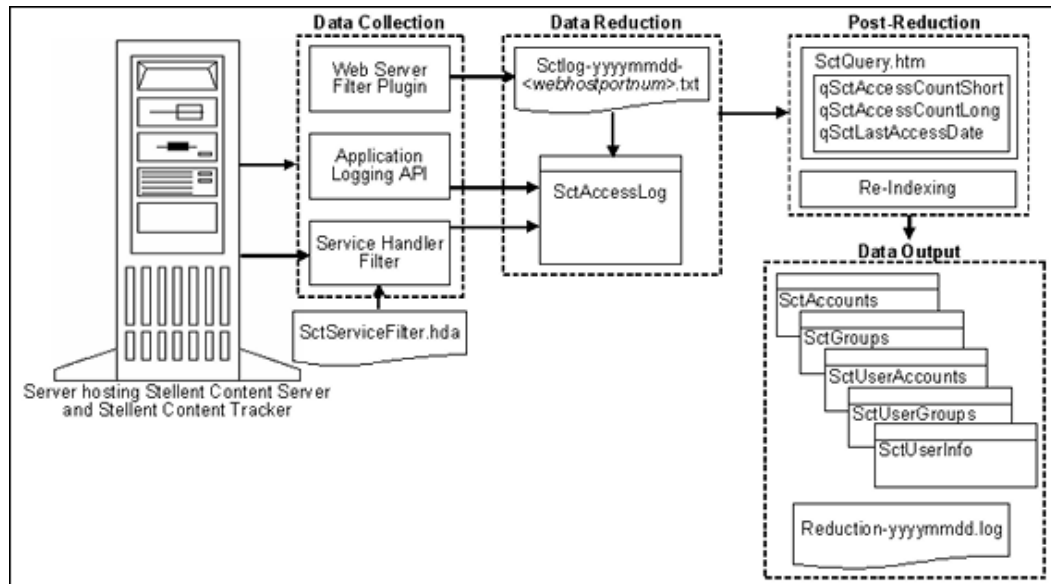 Data Collection
Web Server
Filter Plugin
Application
Logging API
Service Handler
Filter
SctServiceFilter.hda
Server hosting Stellent Content Server
and Stellent Content Tracker
Data Reduction
Sctlog-yyyymmdd-
<webhostportnum>.txt
SctAccessLog
Post-Reduction
SctQuery.htm
qSctAccessCountShort
qSctAccessCountLong
qSctLastAccessDate
Re-Indexing
Data Output
SctAccounts
SctGroups
SctUserAccounts
SctUserGroups
SctUserInfo
Reduction-yyyymmdd.log